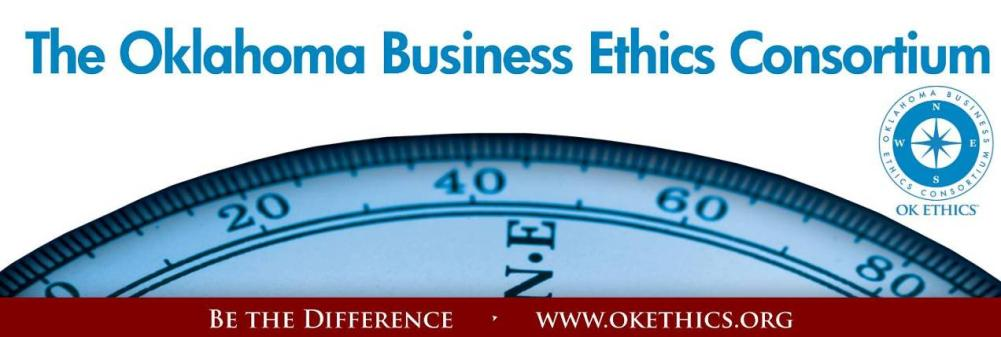 The Oklahoma Business Ethics Consortium
OKLAHOMA BUSINESS ETHICS CONSORTIUM
N
W E
S
OK ETHICS
20 40 60 80
N·E
BE THE DIFFERENCE ‣ WWW.OKETHICS.ORG